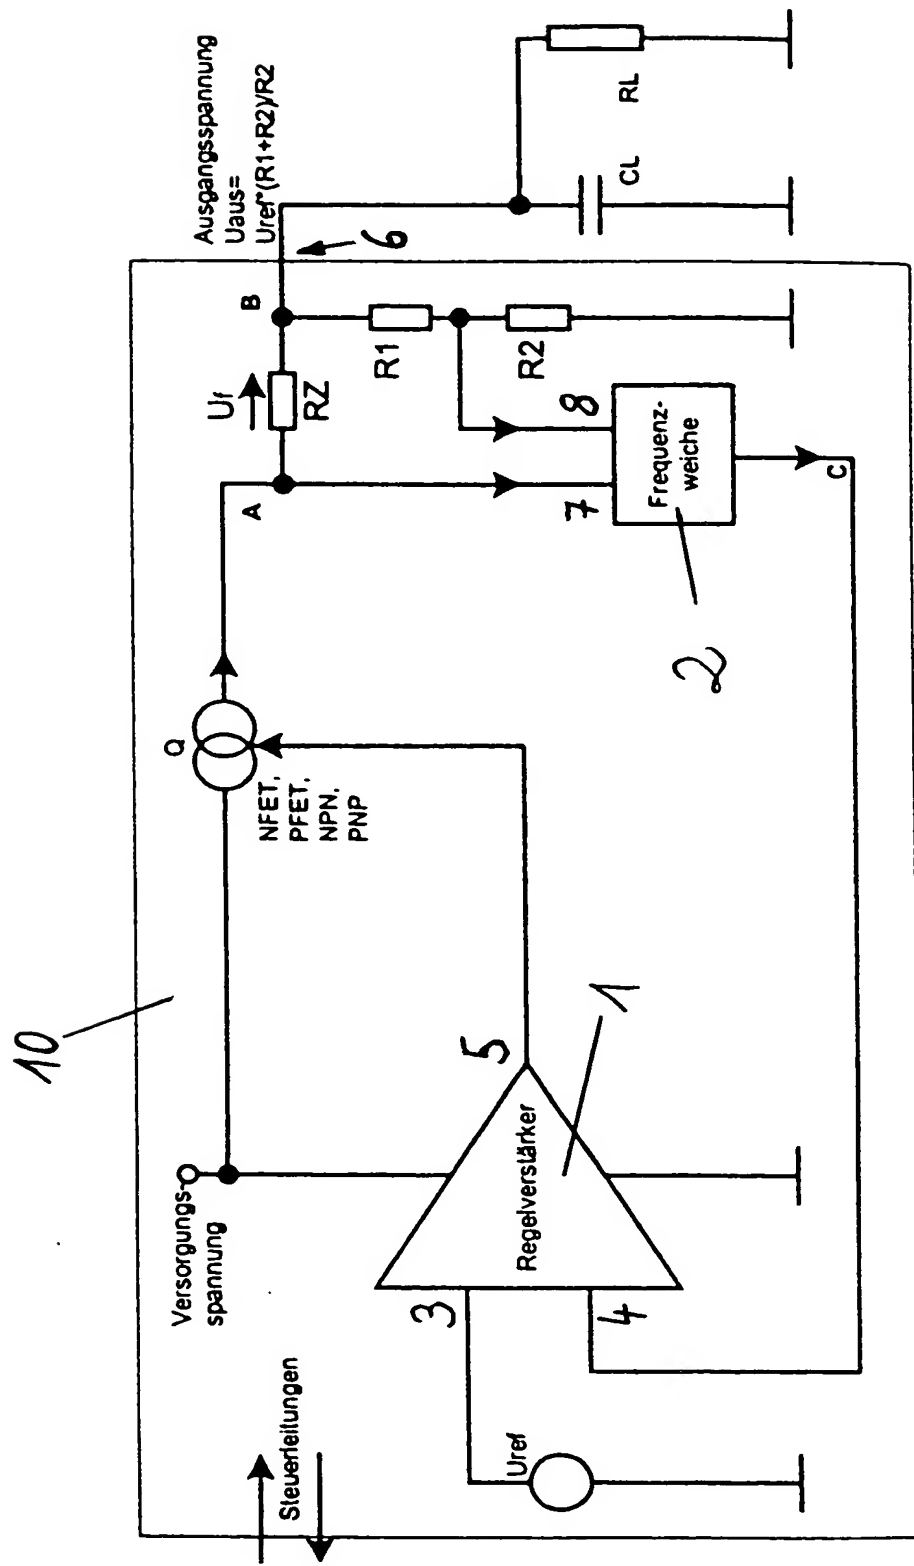 10
Steuerleitungen
Versorgungs-
spannung
Q
NFET,
PFET,
NPN,
PNP
A
Uf
RZ
B
Ausgangsspannung
Uaus=
Uref*(R1+R2)/R2
6
R1
R2
CL
RL
7
8
Frequenz-
weiche
C
2
Uref
3
4
Regelverstärker
5
1